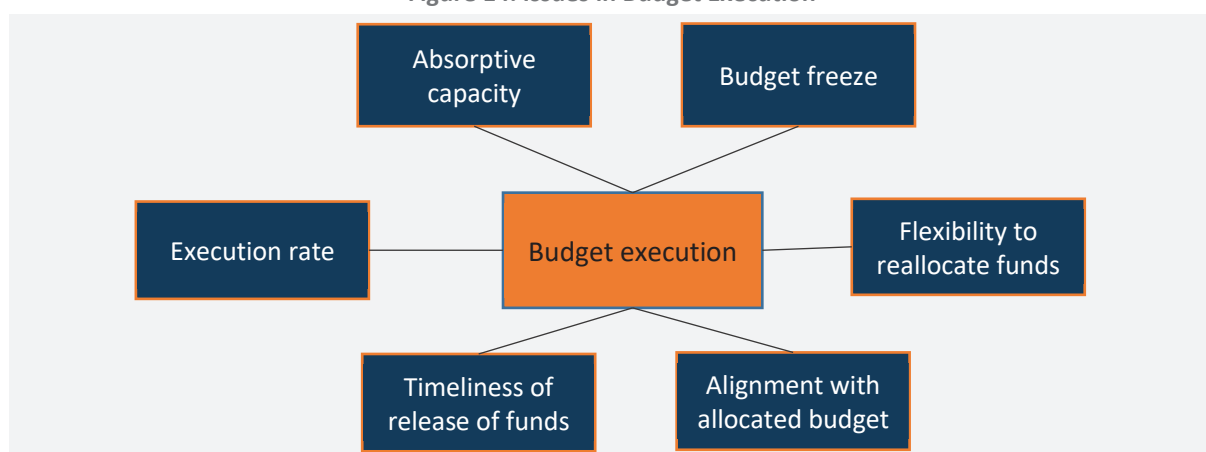 Absorptive
capacity
Budget freeze
Execution rate
Budget execution
Flexibility to
reallocate funds
Timeliness of
release of funds
Alignment with
allocated budget